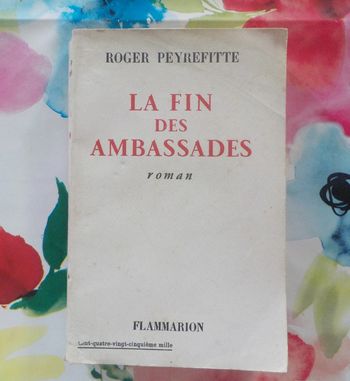 ROGER PEYREFITTE
LA FIN
DES
AMBASSADES
roman
FLAMMARION
cent-quatre-vingt-cinquième mille